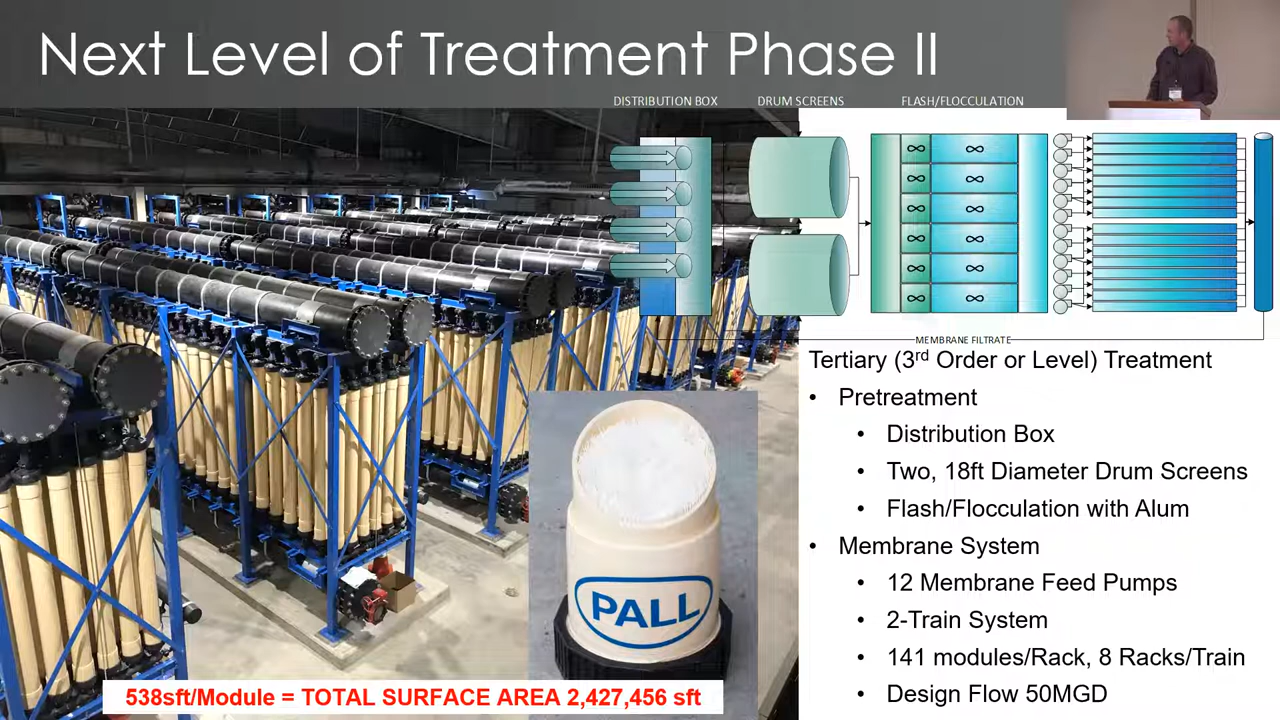 Next Level of Treatment Phase II
DISTRIBUTION BOX
DRUM SCREENS
FLASH/FLOCCULATION
MEMBRANE FILTRATE
Tertiary (3rd Order or Level) Treatment
• Pretreatment
• Distribution Box
• Two, 18ft Diameter Drum Screens
• Flash/Flocculation with Alum
• Membrane System
• 12 Membrane Feed Pumps
• 2-Train System
• 141 modules/Rack, 8 Racks/Train
• Design Flow 50MGD
PALL
538sft/Module = TOTAL SURFACE AREA 2,427,456 sft